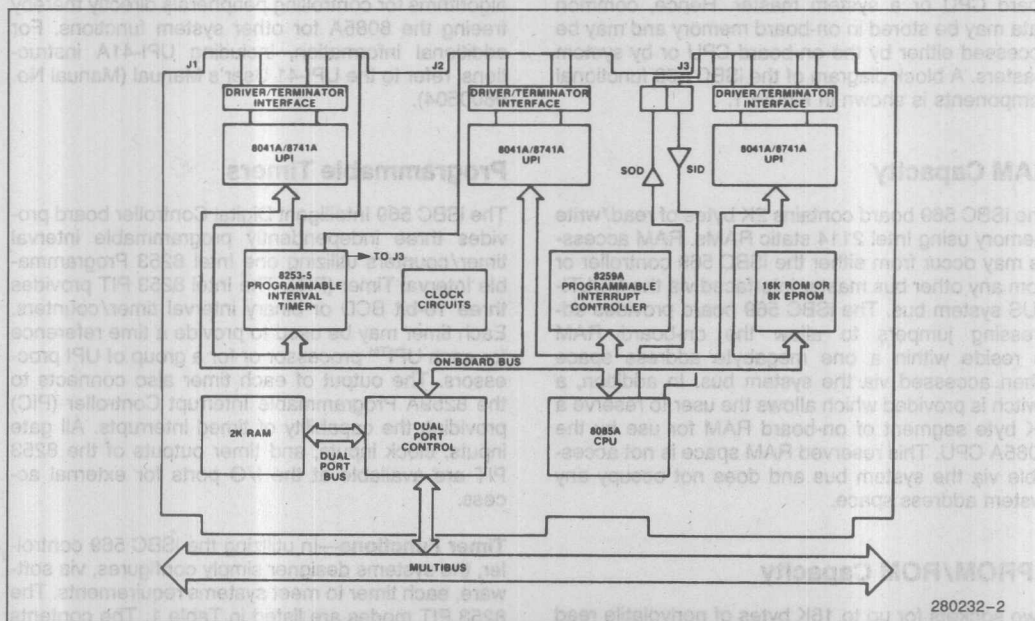 J1
J2
J3
DRIVER/TERMINATOR
INTERFACE
DRIVER/TERMINATOR
INTERFACE
DRIVER/TERMINATOR
INTERFACE
8041A/8741A
UPI
8041A/8741A
UPI
SOD
SID
8041A/8741A
UPI
TO J3
8253-5
PROGRAMMABLE
INTERVAL
TIMER
CLOCK
CIRCUITS
8259A
PROGRAMMABLE
INTERRUPT
CONTROLLER
16K ROM OR
8K EPROM
ON-BOARD BUS
2K RAM
DUAL
PORT
BUS
DUAL
PORT
CONTROL
8085A
CPU
MULTIBUS
280232-2